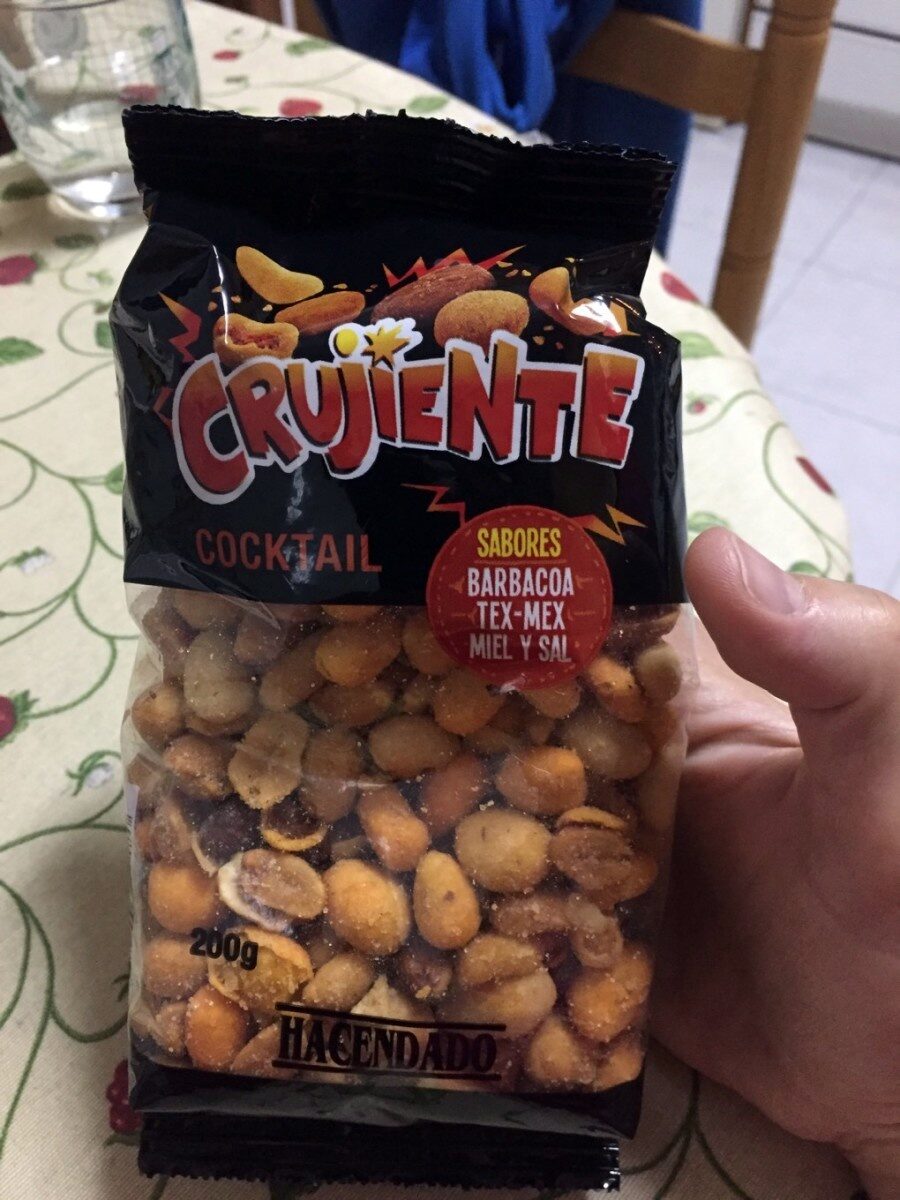 CRUJIENTE
COCKTAIL
SABORES
BARBACOA
TEX-MEX
MIEL Y SAL
200g
HACENDADO